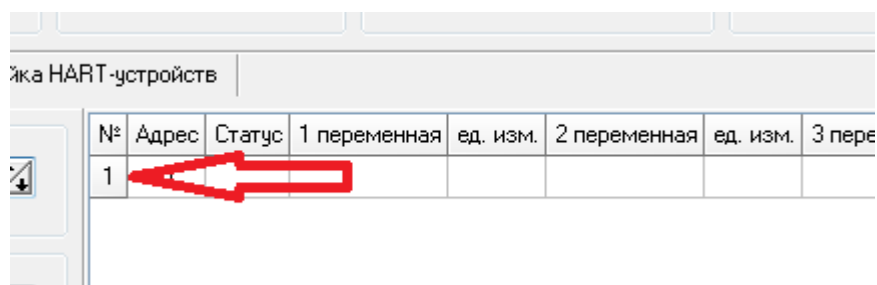 йка HART-устройств
№ Адрес Статус 1 переменная ед. изм. 2 переменная ед. изм. 3 пере
1